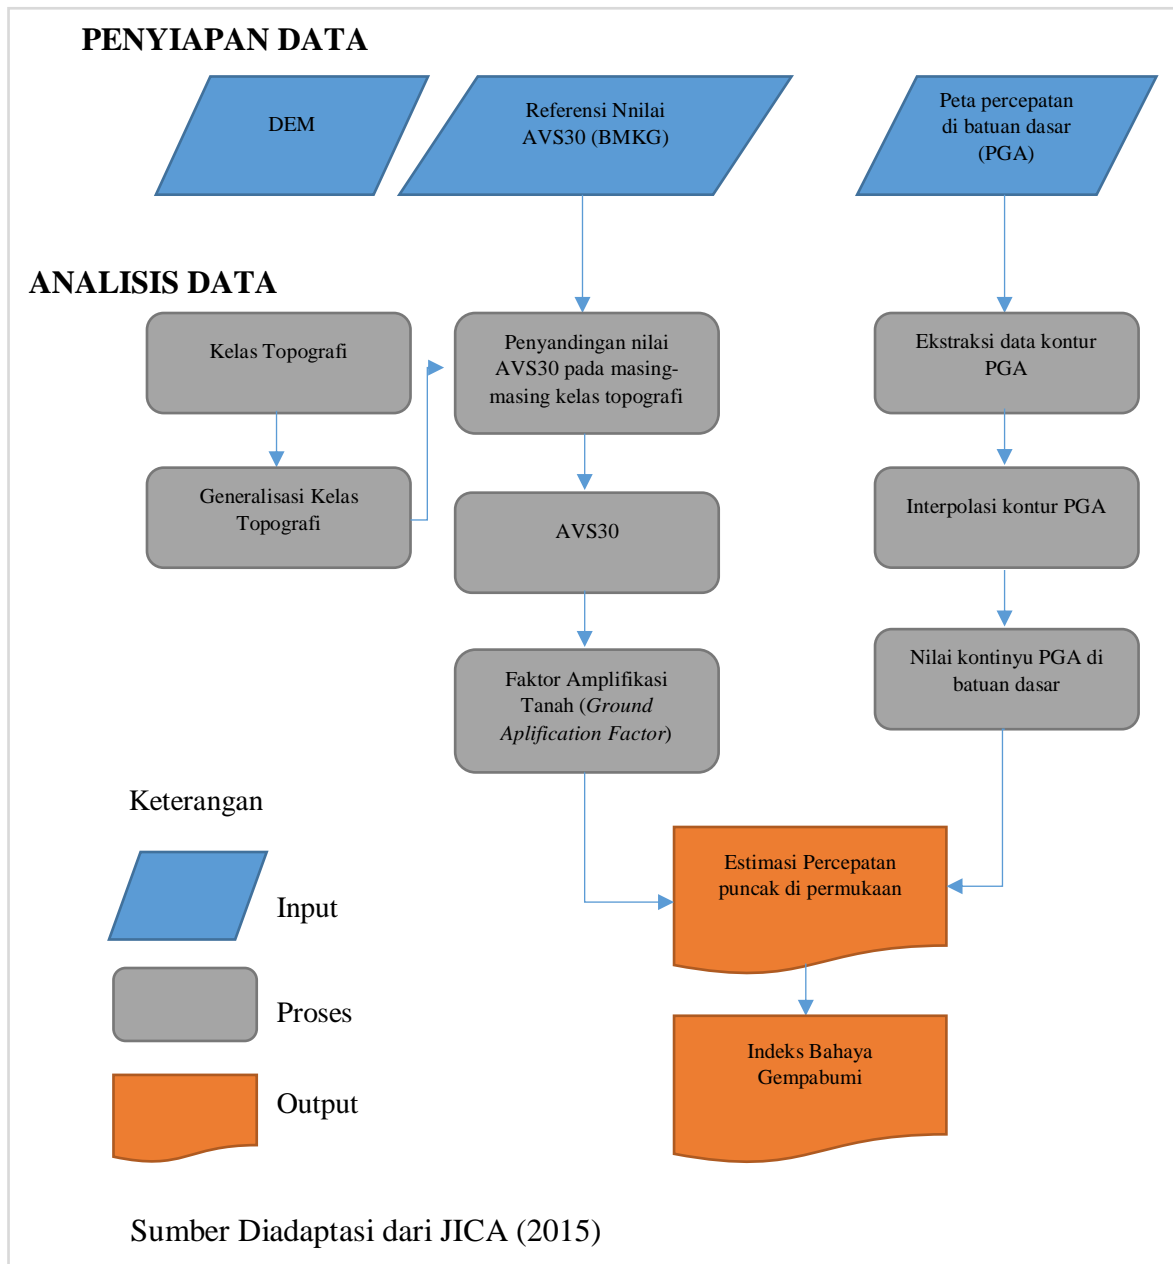 PENYIAPAN DATA
DEM
Referensi Nnilai
AVS30 (BMKG)
Peta percepatan
di batuan dasar
(PGA)
ANALISIS DATA
Kelas Topografi
Penyandingan nilai
AVS30 pada masing-
masing kelas topografi
Ekstraksi data kontur
PGA
Generalisasi Kelas
Topografi
AVS30
Interpolasi kontur PGA
Faktor Amplifikasi
Tanah (Ground
Aplification Factor)
Nilai kontinyu PGA di
batuan dasar
Estimasi Percepatan
puncak di permukaan
Indeks Bahaya
Gempabumi
Keterangan
Input
Proses
Output
Sumber Diadaptasi dari JICA (2015)